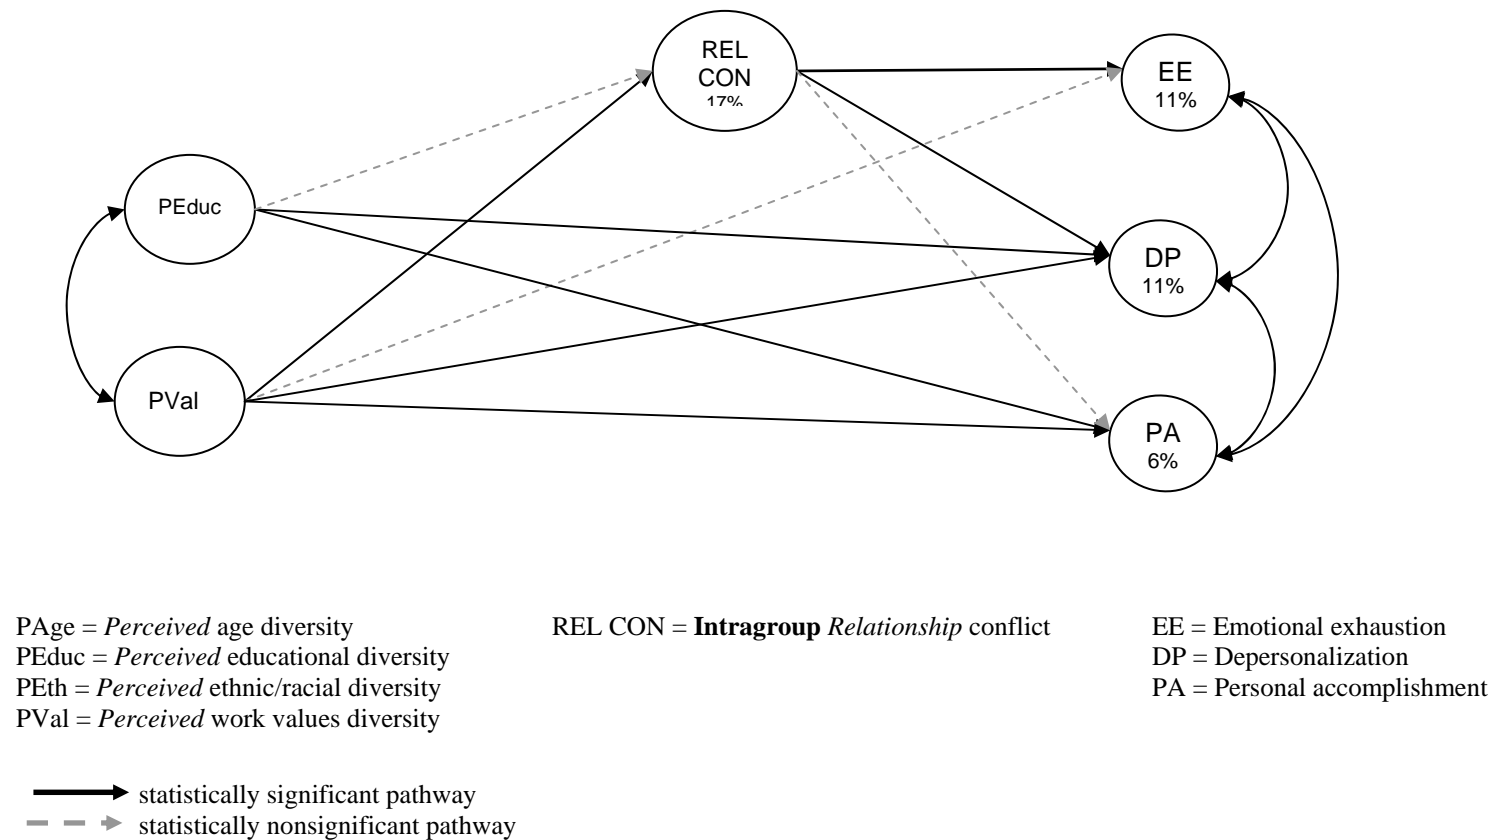 REL
CON
17%
EE
11%
PEduc
DP
11%
PVal
PA
6%
PAge = Perceived age diversity
PEduc = Perceived educational diversity
PEth = Perceived ethnic/racial diversity
PVal = Perceived work values diversity
REL CON = Intragroup Relationship conflict
EE = Emotional exhaustion
DP = Depersonalization
PA = Personal accomplishment
statistically significant pathway
statistically nonsignificant pathway